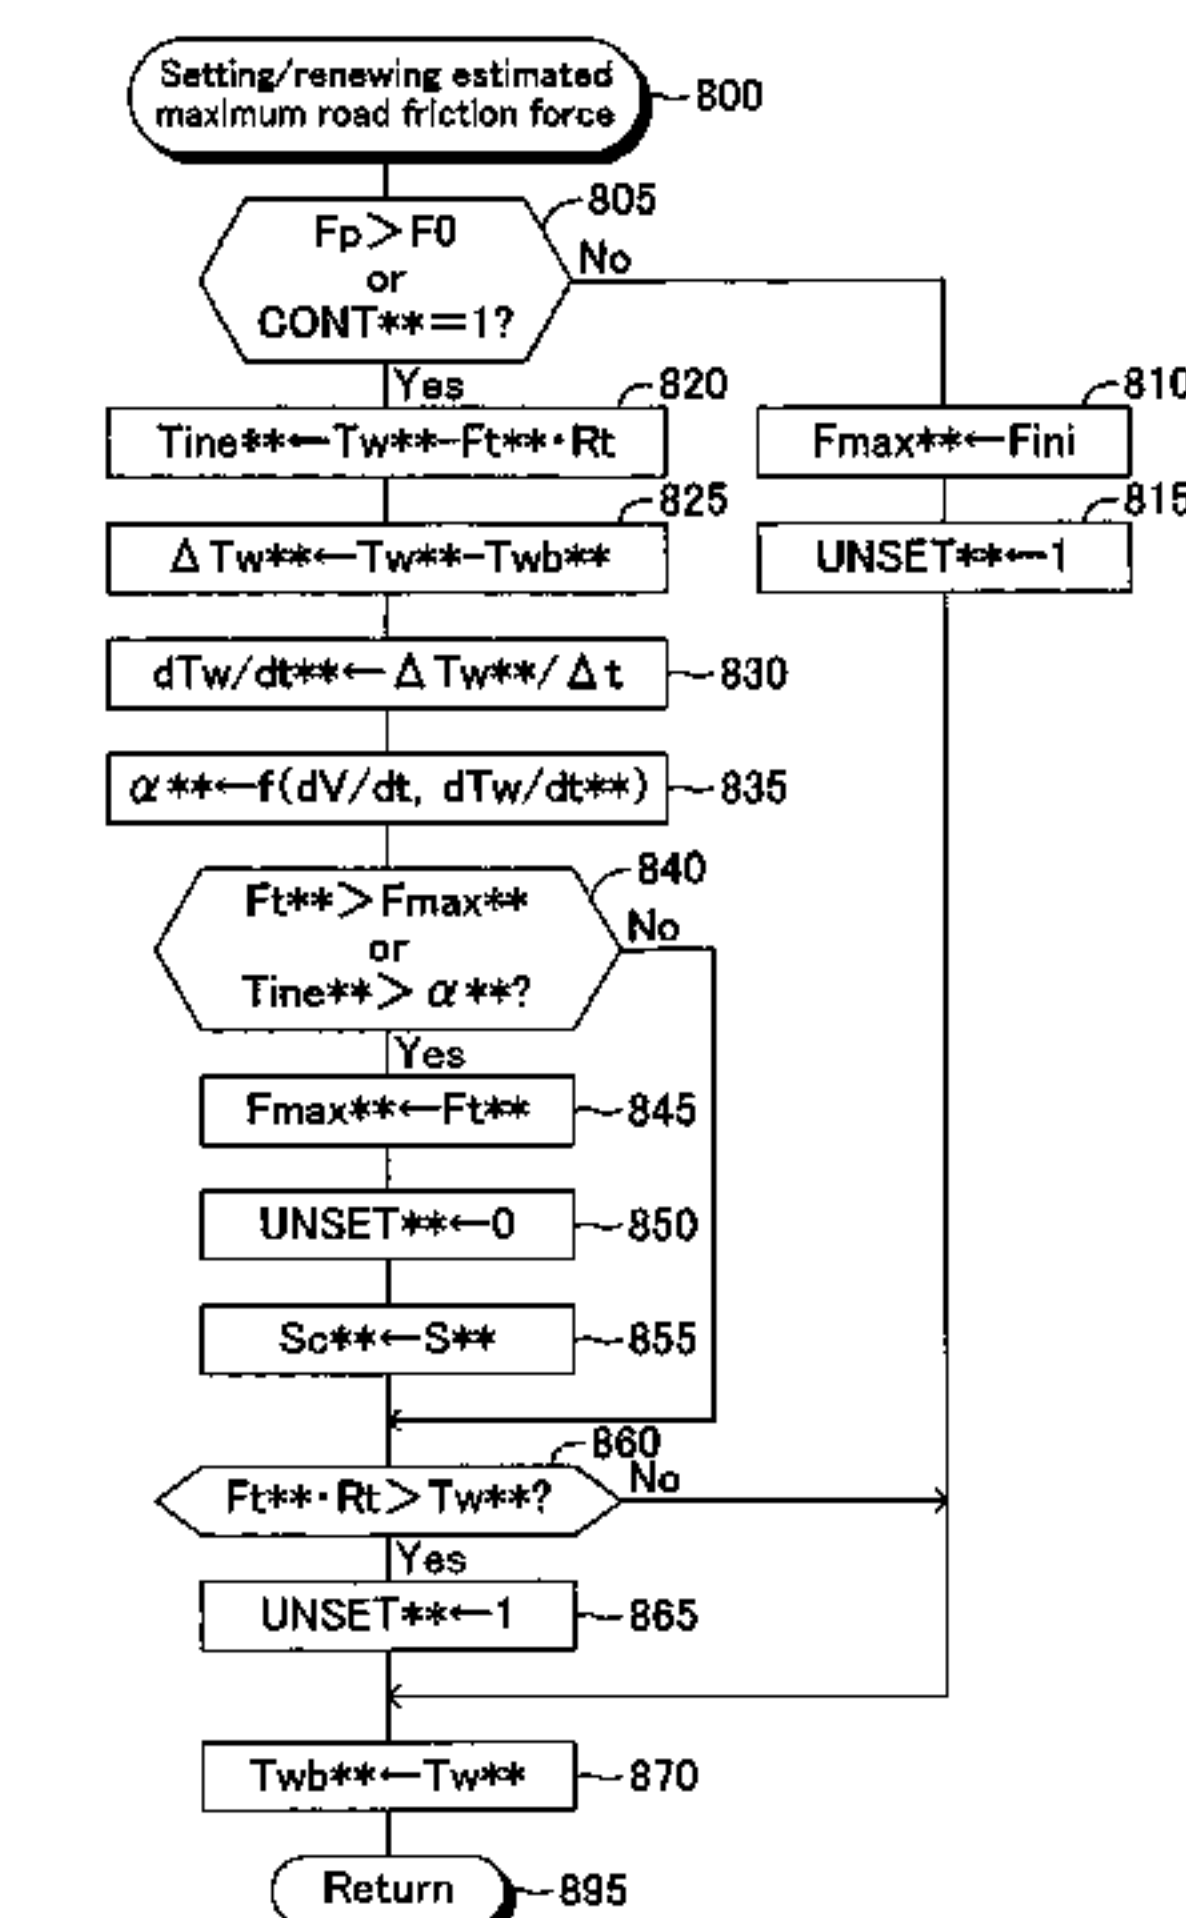 Setting/renewing estimated
maximum road friction force
800
805
Fp>F0
or
CONT**=1?
No
Yes
820
Tine**←Tw**-Ft**·Rt
810
Fmax**←Fini
825
ΔTw**←Tw**-Twb**
815
UNSET**←1
dTw/dt**←ΔTw**/Δt
830
α**←f(dV/dt, dTw/dt**)
835
840
Ft**>Fmax**
or
Tine**>α**?
No
Yes
Fmax**←Ft**
845
UNSET**←0
850
Sc**←S**
855
860
Ft**·Rt>Tw**?
No
Yes
UNSET**←1
865
Twb**←Tw**
870
Return
895